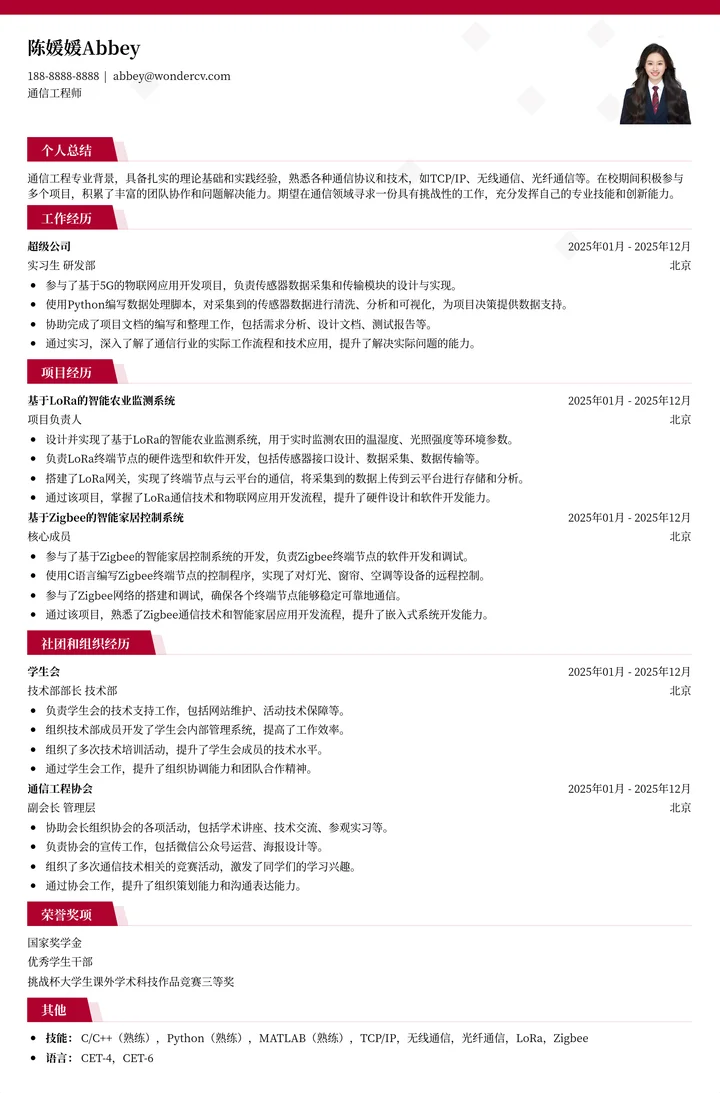 陈媛媛Abbey
188-8888-8888 | abbey@wondercv.com
通信工程师
个人总结
通信工程专业背景，具备扎实的理论基础和实践经验，熟悉各种通信协议和技术，如TCP/IP、无线通信、光纤通信等。在校期间积极参与
多个项目，积累了丰富的团队协作和问题解决能力。期望在通信领域寻求一份具有挑战性的工作，充分发挥自己的专业技能和创新能力。
工作经历
超级公司 2025年01月 - 2025年12月
实习生 研发部 北京
• 参与了基于5G的物联网应用开发项目，负责传感器数据采集和传输模块的设计与实现。
• 使用Python编写数据处理脚本，对采集到的传感器数据进行清洗、分析和可视化，为项目决策提供数据支持。
• 协助完成了项目文档的编写和整理工作，包括需求分析、设计文档、测试报告等。
• 通过实习，深入了解了通信行业的实际工作流程和技术应用，提升了解决实际问题的能力。
项目经历
基于LoRa的智能农业监测系统 2025年01月 - 2025年12月
项目负责人 北京
• 设计并实现了基于LoRa的智能农业监测系统，用于实时监测农田的温湿度、光照强度等环境参数。
• 负责LoRa终端节点的硬件选型和软件开发，包括传感器接口设计、数据采集、数据传输等。
• 搭建了LoRa网关，实现了终端节点与云平台的通信，将采集到的数据上传到云平台进行存储和分析。
• 通过该项目，掌握了LoRa通信技术和物联网应用开发流程，提升了硬件设计和软件开发能力。
基于Zigbee的智能家居控制系统 2025年01月 - 2025年12月
核心成员 北京
• 参与了基于Zigbee的智能家居控制系统的开发，负责Zigbee终端节点的软件开发和调试。
• 使用C语言编写Zigbee终端节点的控制程序，实现了对灯光、窗帘、空调等设备的远程控制。
• 参与了Zigbee网络的搭建和调试，确保各个终端节点能够稳定可靠地通信。
• 通过该项目，熟悉了Zigbee通信技术和智能家居应用开发流程，提升了嵌入式系统开发能力。
社团和组织经历
学生会 2025年01月 - 2025年12月
技术部部长 技术部 北京
• 负责学生会的技术支持工作，包括网站维护、活动技术保障等。
• 组织技术部成员开发了学生会内部管理系统，提高了工作效率。
• 组织了多次技术培训活动，提升了学生会成员的技术水平。
• 通过学生会工作，提升了组织协调能力和团队合作精神。
通信工程协会 2025年01月 - 2025年12月
副会长 管理层 北京
• 协助会长组织协会的各项活动，包括学术讲座、技术交流、参观实习等。
• 负责协会的宣传工作，包括微信公众号运营、海报设计等。
• 组织了多次通信技术相关的竞赛活动，激发了同学们的学习兴趣。
• 通过协会工作，提升了组织策划能力和沟通表达能力。
荣誉奖项
国家奖学金
优秀学生干部
挑战杯大学生课外学术科技作品竞赛三等奖
其他
• 技能： C/C++（熟练），Python（熟练），MATLAB（熟练），TCP/IP，无线通信，光纤通信，LoRa，Zigbee
• 语言： CET-4，CET-6